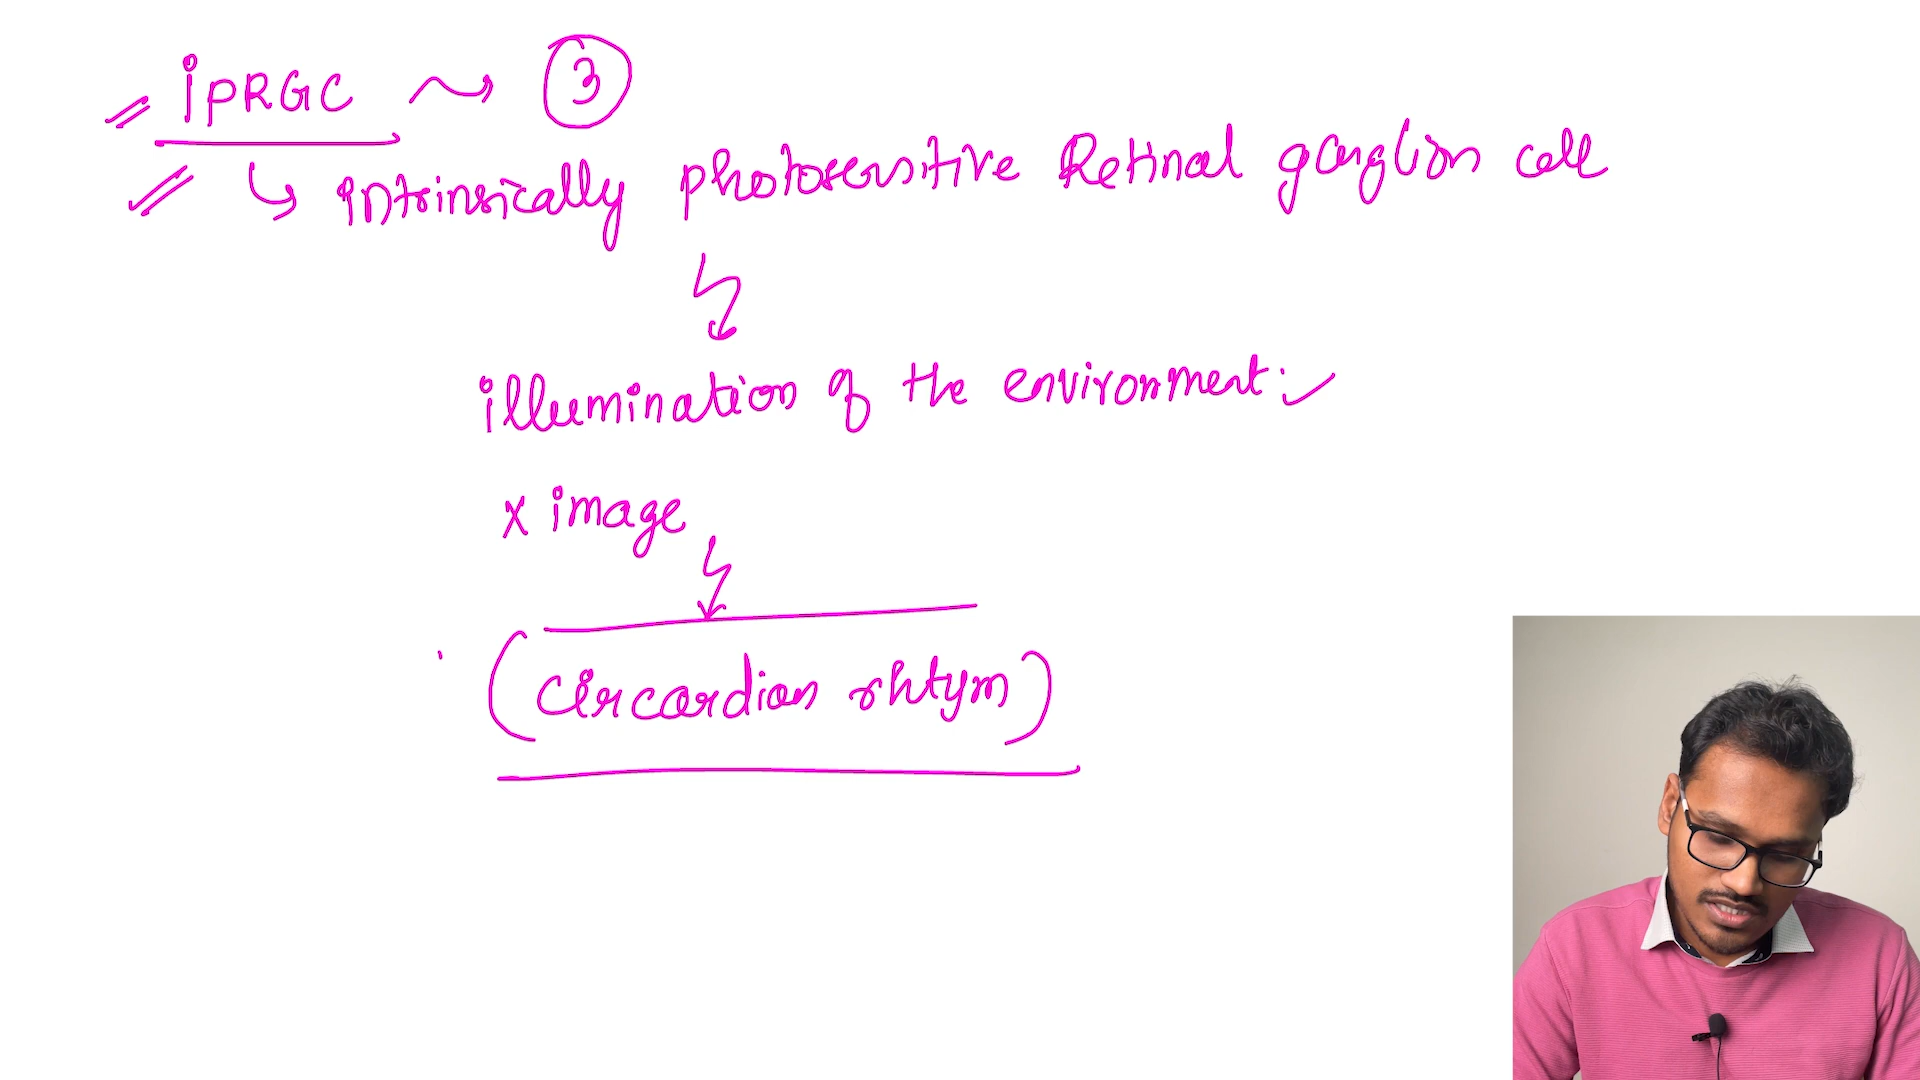 ipRGC 3
intrinsically photosensitive Retinal ganglion cell
illumination of the environment.
x image
(circardian rhtym)